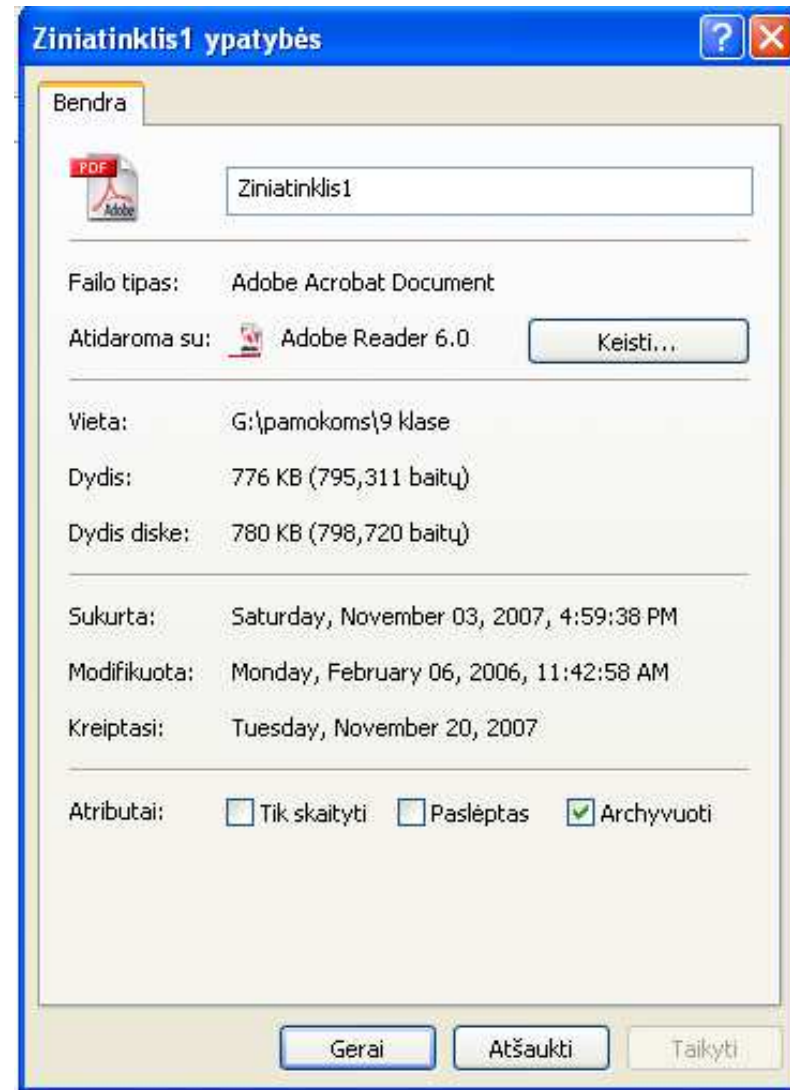 Ziniatinklis1 ypatybės
Bendra
PDF
Adobe
Ziniatinklis1
Failo tipas: Adobe Acrobat Document
Atidaroma su: Adobe Reader 6.0 Keisti...
Vieta: G:\pamokoms\9 klase
Dydis: 776 KB (795,311 baitų)
Dydis diske: 780 KB (798,720 baitų)
Sukurta: Saturday, November 03, 2007, 4:59:38 PM
Modifikuota: Monday, February 06, 2006, 11:42:58 AM
Kreiptasi: Tuesday, November 20, 2007
Atributai: Tik skaityti Paslėptas Archyvuoti
Gerai Atšaukti Taikyti